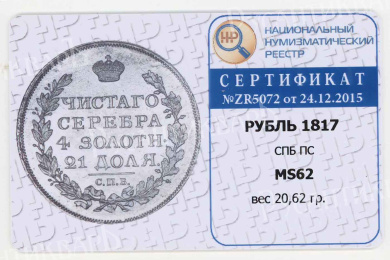 ЧИСТАГО
СЕРЕБРА
4 ЗОЛОТН.
21 ДОЛЯ.
С.П.Б.
ННР
НАЦИОНАЛЬНЫЙ
НУМИЗМАТИЧЕСКИЙ
РЕЕСТР
СЕРТИФИКАТ
№ZR5072 от 24.12.2015
РУБЛЬ 1817
СПБ ПС
MS62
вес 20,62 гр.